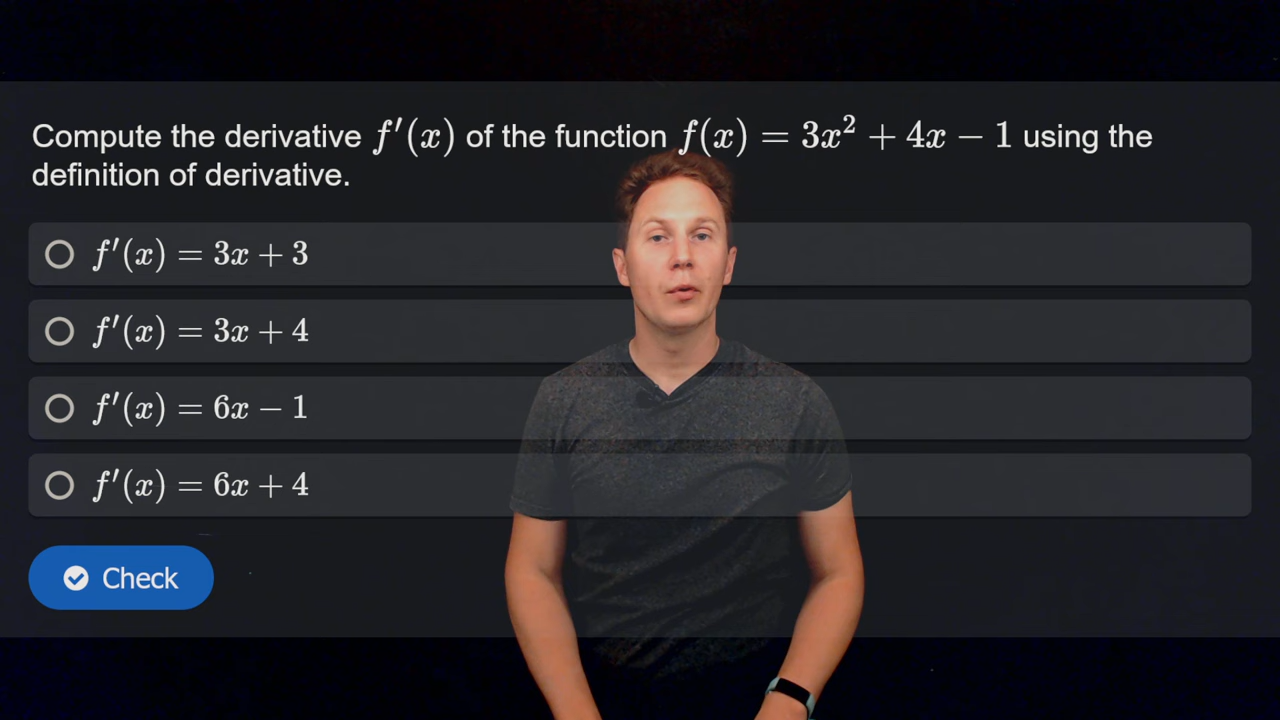 Compute the derivative f′(x) of the function f(x) = 3x² + 4x − 1 using the
definition of derivative.
f′(x) = 3x + 3
f′(x) = 3x + 4
f′(x) = 6x − 1
f′(x) = 6x + 4
Check